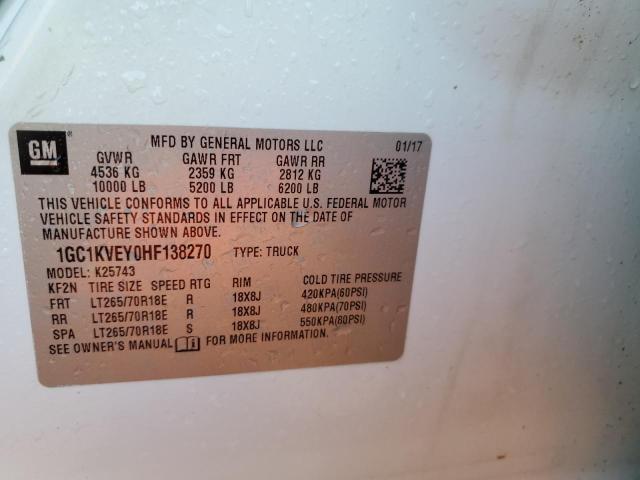 GM
MFD BY GENERAL MOTORS LLC 01/17
GVWR GAWR FRT GAWR RR
4536 KG 2359 KG 2812 KG
10000 LB 5200 LB 6200 LB
THIS VEHICLE CONFORMS TO ALL APPLICABLE U.S. FEDERAL MOTOR
VEHICLE SAFETY STANDARDS IN EFFECT ON THE DATE OF
MANUFACTURE SHOWN ABOVE.
1GC1KVEY0HF138270 TYPE: TRUCK
MODEL: K25743
KF2N TIRE SIZE SPEED RTG RIM COLD TIRE PRESSURE
FRT LT265/70R18E R 18X8J 420KPA(60PSI)
RR LT265/70R18E R 18X8J 480KPA(70PSI)
SPA LT265/70R18E S 18X8J 550KPA(80PSI)
SEE OWNER'S MANUAL FOR MORE INFORMATION.